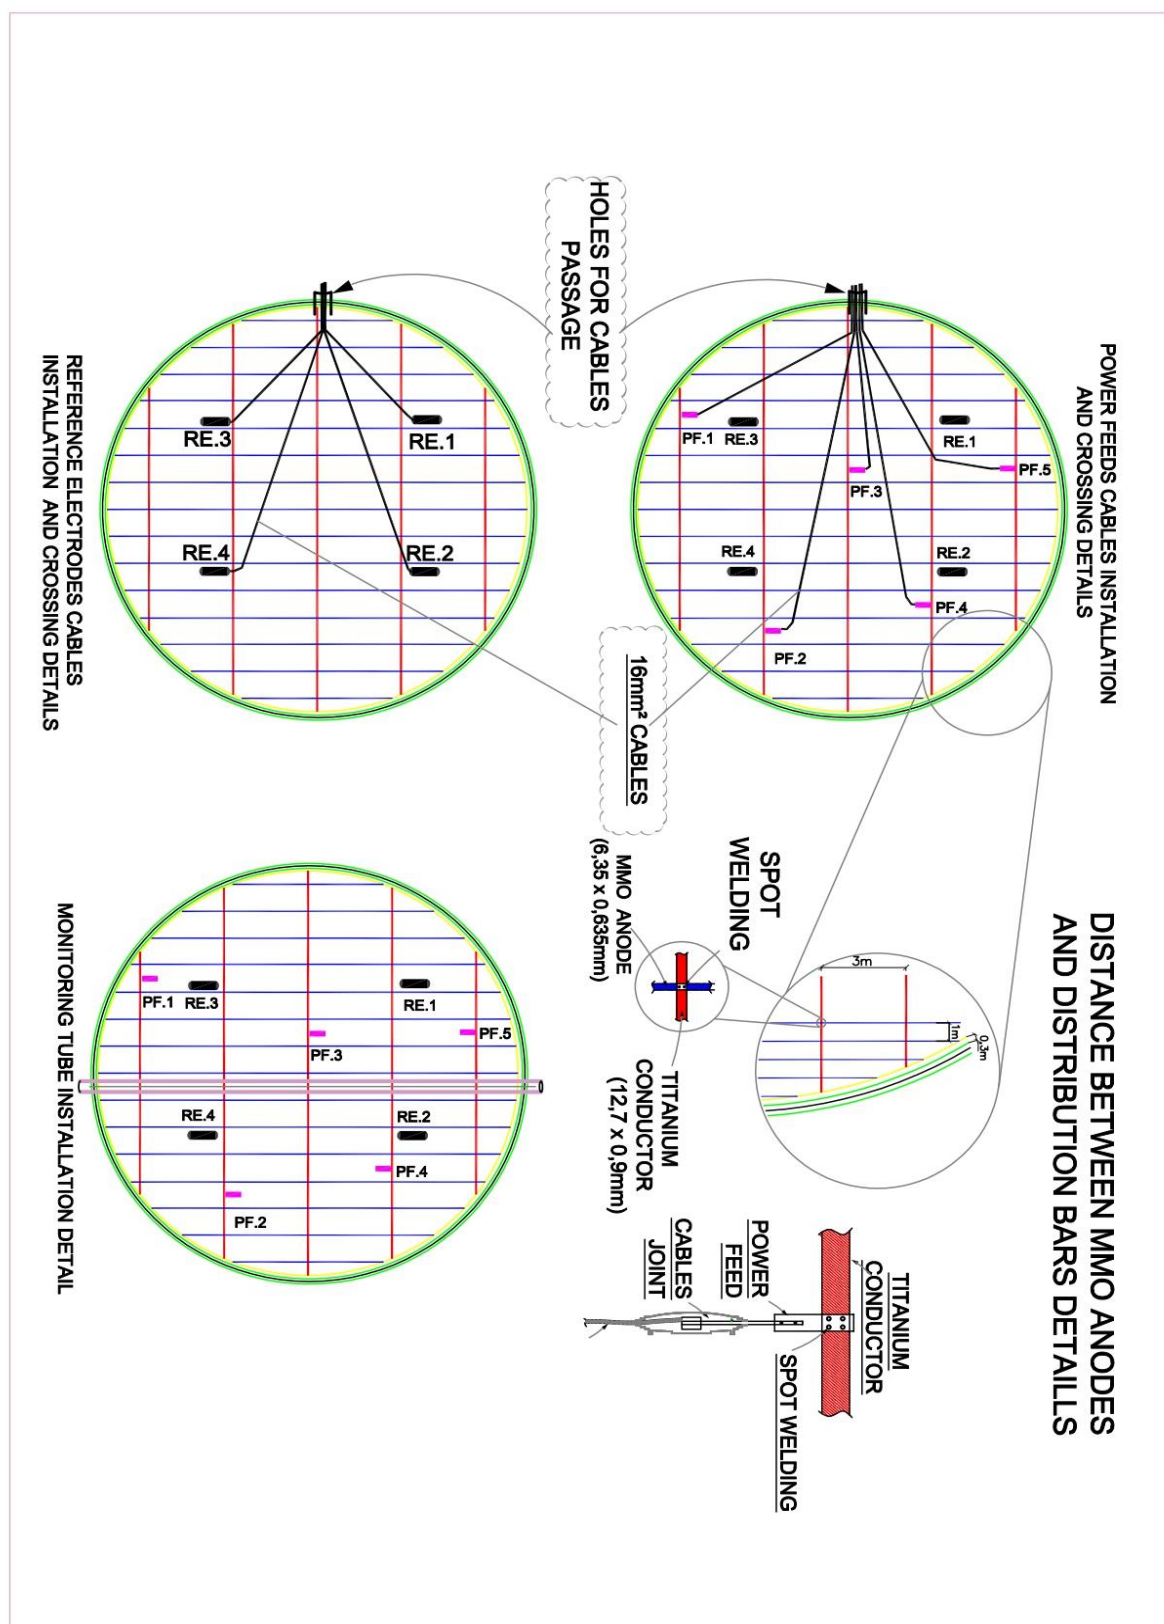 DISTANCE BETWEEN MMO ANODES
AND DISTRIBUTION BARS DETAILLS
POWER FEEDS CABLES INSTALLATION
AND CROSSING DETAILS
PF.1
RE.3
RE.1
PF.5
PF.3
RE.4
RE.2
PF.4
PF.2
HOLES FOR CABLES
PASSAGE
RE.3
RE.1
RE.4
RE.2
REFERENCE ELECTRODES CABLES
INSTALLATION AND CROSSING DETAILS
16mm² CABLES
3m
1m
0,3m
SPOT
WELDING
MMO ANODE
(6,35 x 0,635mm)
TITANIUM
CONDUCTOR
(12,7 x 0,9mm)
TITANIUM
CONDUCTOR
POWER
FEED
CABLES
JOINT
SPOT WELDING
PF.1
RE.3
RE.1
PF.5
PF.3
RE.4
RE.2
PF.4
PF.2
MONITORING TUBE INSTALLATION DETAIL